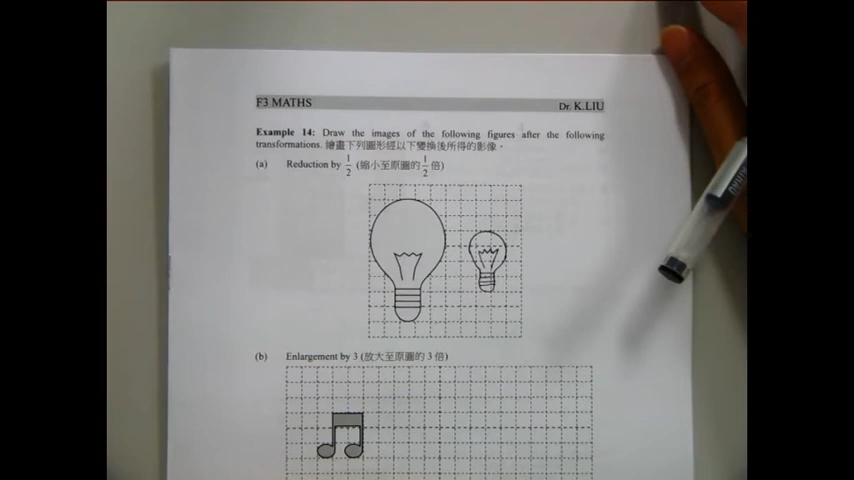 F3 MATHS Dr. K.LIU
Example 14: Draw the images of the following figures after the following
transformations. 繪畫下列圖形經以下變換後所得的影像。
(a) Reduction by 1/2 (縮小至原圖的 1/2 倍)
(b) Enlargement by 3 (放大至原圖的 3 倍)